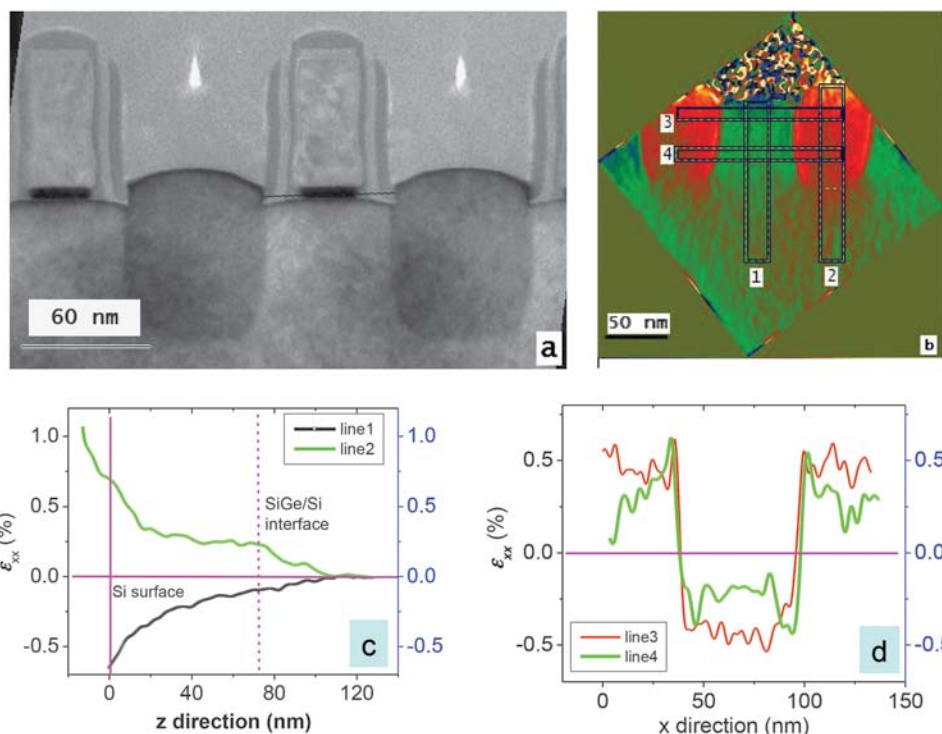 60 nm
a
3
4
1
2
50 nm
b
1.0
0.5
0.0
-0.5
εxx (%)
line1
line2
SiGe/Si
interface
Si surface
1.0
0.5
0.0
-0.5
c
0
40
80
120
z direction (nm)
0.5
0.0
-0.5
εxx (%)
line3
line4
0.5
0.0
-0.5
d
0
50
100
150
x direction (nm)